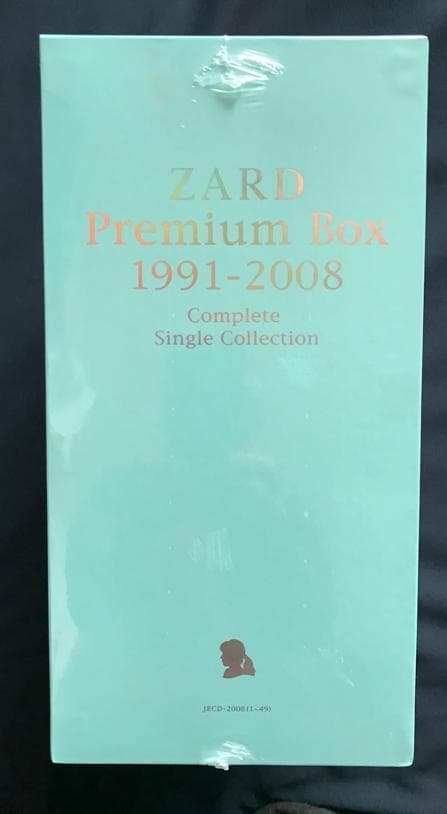 ZARD
Premium Box
1991-2008
Complete
Single Collection
JBCD-2008(1~49)